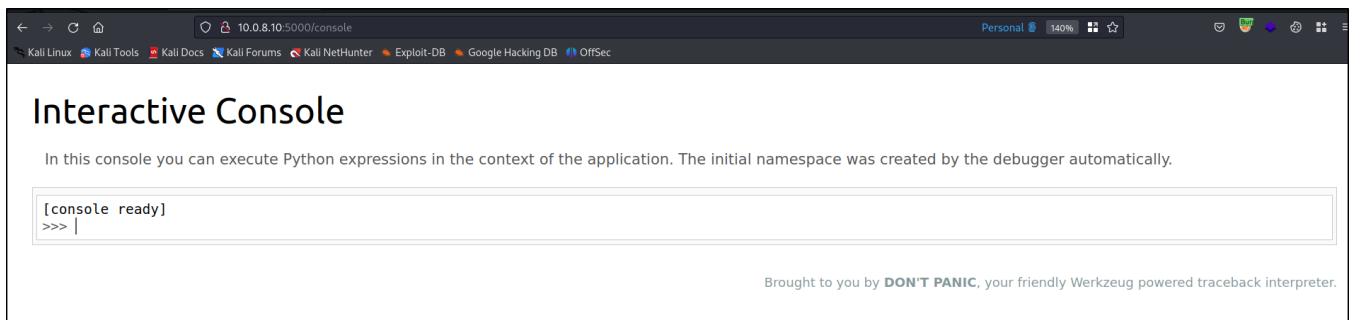 10.0.8.10:5000/console
Personal
140%
Kali Linux Kali Tools Kali Docs Kali Forums Kali NetHunter Exploit-DB Google Hacking DB OffSec
Interactive Console
In this console you can execute Python expressions in the context of the application. The initial namespace was created by the debugger automatically.
[console ready]
>>>
Brought to you by DON'T PANIC, your friendly Werkzeug powered traceback interpreter.